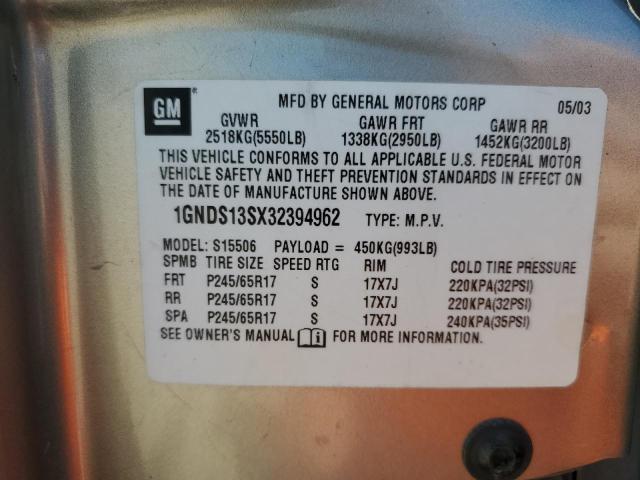 GM ®
MFD BY GENERAL MOTORS CORP 05/03
GVWR GAWR FRT GAWR RR
2518KG(5550LB) 1338KG(2950LB) 1452KG(3200LB)
THIS VEHICLE CONFORMS TO ALL APPLICABLE U.S. FEDERAL MOTOR
VEHICLE SAFETY AND THEFT PREVENTION STANDARDS IN EFFECT ON
THE DATE OF MANUFACTURE SHOWN ABOVE.
1GNDS13SX32394962 TYPE: M.P.V.
MODEL: S15506 PAYLOAD = 450KG(993LB)
SPMB TIRE SIZE SPEED RTG RIM COLD TIRE PRESSURE
FRT P245/65R17 S 17X7J 220KPA(32PSI)
RR P245/65R17 S 17X7J 220KPA(32PSI)
SPA P245/65R17 S 17X7J 240KPA(35PSI)
SEE OWNER'S MANUAL FOR MORE INFORMATION.